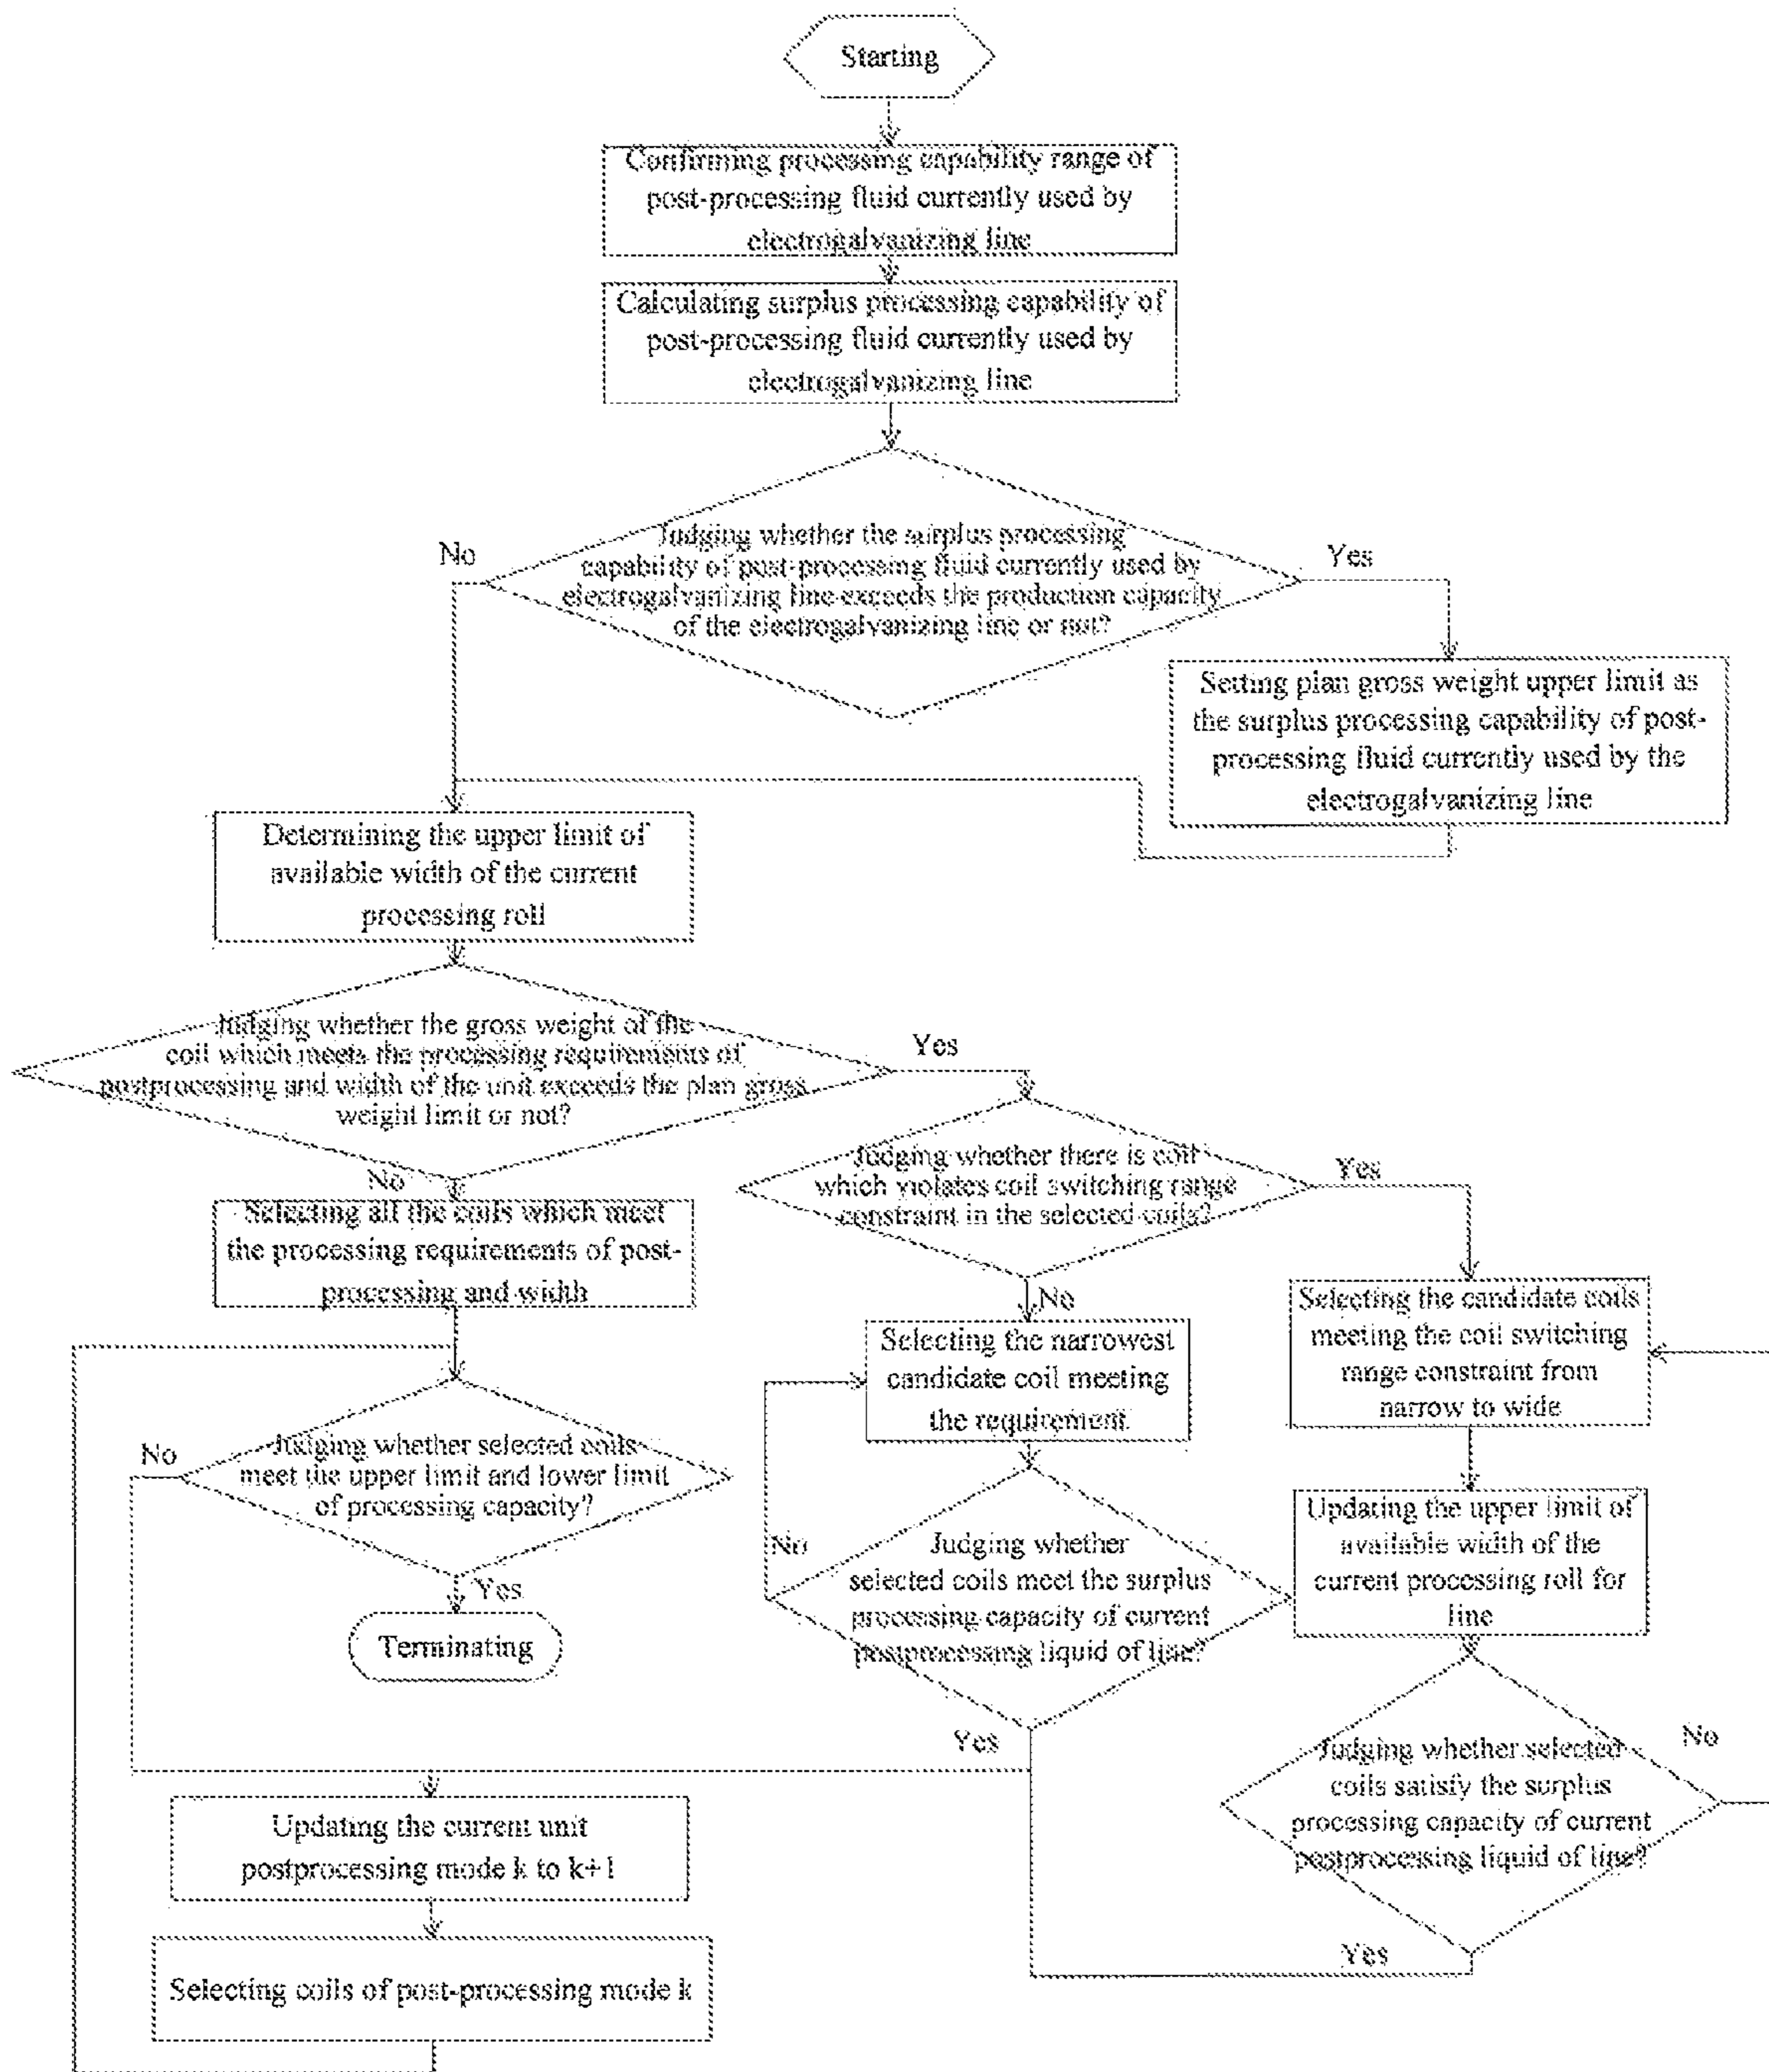 Starting
Confirming processing capability range of
post-processing fluid currently used by
electrogalvanizing line
Calculating surplus processing capability of
post-processing fluid currently used by
electrogalvanizing line
Judging whether the surplus processing
capability of post-processing fluid currently used by
electrogalvanizing line exceeds the production capacity
of the electrogalvanizing line or not?
No
Yes
Setting plan gross weight upper limit as
the surplus processing capability of post-
processing fluid currently used by the
electrogalvanizing line
Determining the upper limit of
available width of the current
processing roll
Judging whether the gross weight of the
coil which meets the processing requirements of
postprocessing and width of the unit exceeds the plan gross
weight limit or not?
Yes
No
Judging whether there is coil
which violates coil switching range
constraint in the selected coils?
Yes
No
Selecting all the coils which meet
the processing requirements of post-
processing and width
Selecting the narrowest
candidate coil meeting
the requirement
Selecting the candidate coils
meeting the coil switching
range constraint from
narrow to wide
Judging whether selected coils
meet the upper limit and lower limit
of processing capacity?
No
Yes
Terminating
Judging whether
selected coils meet the surplus
processing capacity of current
postprocessing liquid of line?
No
Yes
Updating the upper limit of
available width of the
current processing roll for
line
Judging whether selected
coils satisfy the surplus
processing capacity of current
postprocessing liquid of line?
No
Yes
Updating the current unit
postprocessing mode k to k+1
Selecting coils of post-processing mode k